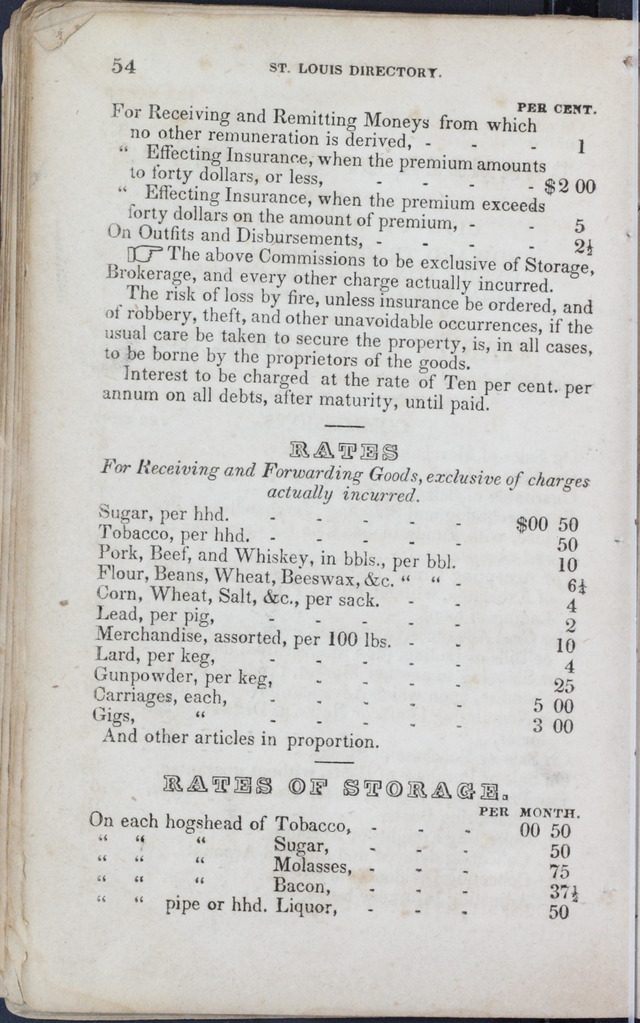 54 ST. LOUIS DIRECTORY.
PER CENT.
For Receiving and Remitting Moneys from which
no other remuneration is derived, - - - 1
“ Effecting Insurance, when the premium amounts
to forty dollars, or less, - - - - $2 00
“ Effecting Insurance, when the premium exceeds
forty dollars on the amount of premium, - - 5
On Outfits and Disbursements, - - - - 2½
☞ The above Commissions to be exclusive of Storage,
Brokerage, and every other charge actually incurred.
The risk of loss by fire, unless insurance be ordered, and
of robbery, theft, and other unavoidable occurrences, if the
usual care be taken to secure the property, is, in all cases,
to be borne by the proprietors of the goods.
Interest to be charged at the rate of Ten per cent. per
annum on all debts, after maturity, until paid.
RATES
For Receiving and Forwarding Goods, exclusive of charges
actually incurred.
Sugar, per hhd. - - - - - $00 50
Tobacco, per hhd. - - - - - 50
Pork, Beef, and Whiskey, in bbls., per bbl. 10
Flour, Beans, Wheat, Beeswax, &c. “ “ - 6¼
Corn, Wheat, Salt, &c., per sack. - - 4
Lead, per pig, - - - - - 2
Merchandise, assorted, per 100 lbs. - - 10
Lard, per keg, - - - - - 4
Gunpowder, per keg, - - - - 25
Carriages, each, - - - - - 5 00
Gigs, “ - - - - - 3 00
And other articles in proportion.
RATES OF STORAGE.
PER MONTH.
On each hogshead of Tobacco, - - - 00 50
“ “ “ Sugar, - - - 50
“ “ “ Molasses, - - - 75
“ “ “ Bacon, - - - 37½
“ “ pipe or hhd. Liquor, - - - 50